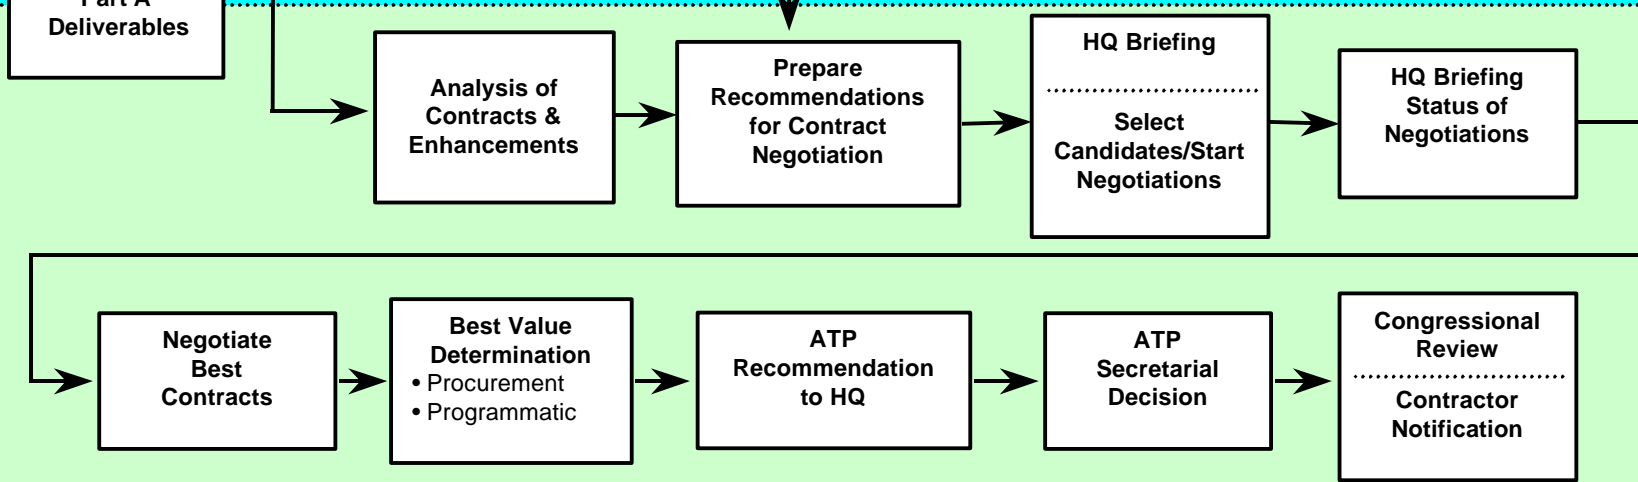 Part A
Deliverables
Analysis of
Contracts &
Enhancements
Prepare
Recommendations
for Contract
Negotiation
HQ Briefing
Select
Candidates/Start
Negotiations
HQ Briefing
Status of
Negotiations
Negotiate
Best
Contracts
Best Value
Determination
• Procurement
• Programmatic
ATP
Recommendation
to HQ
ATP
Secretarial
Decision
Congressional
Review
Contractor
Notification